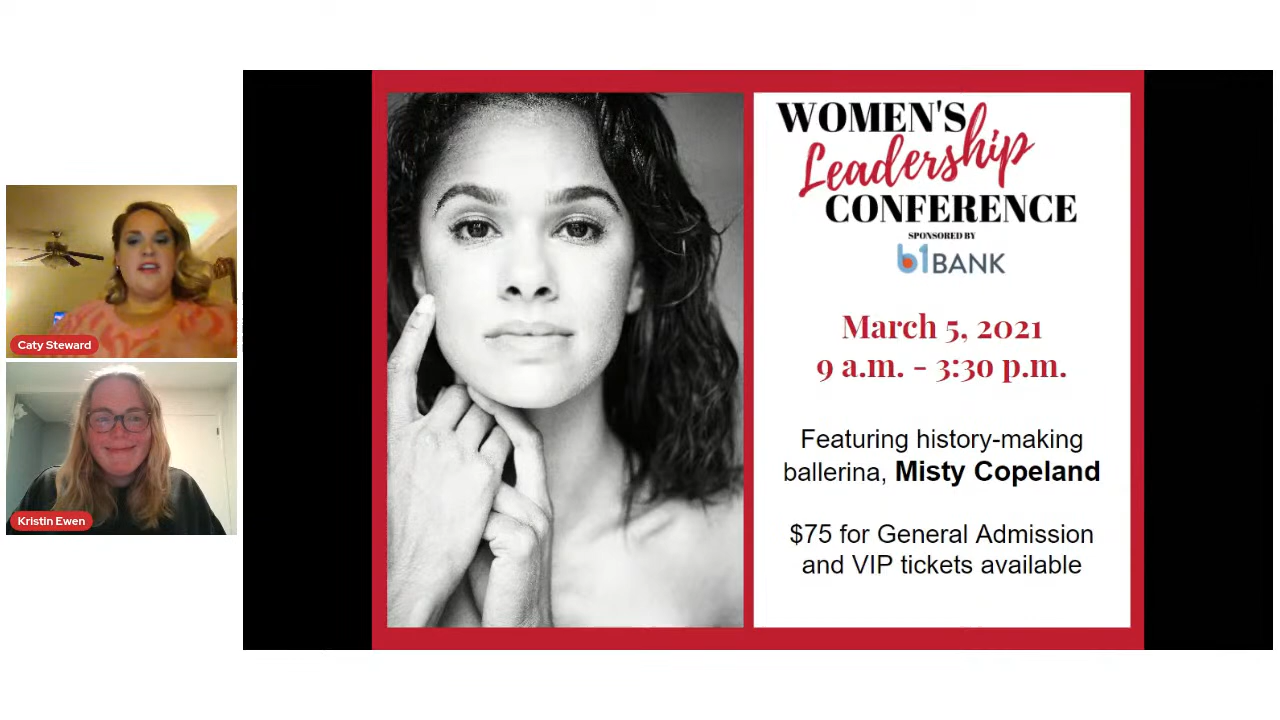 Caty Steward
Kristin Ewen
WOMEN'S
Leadership
CONFERENCE
SPONSORED BY
b1BANK
March 5, 2021
9 a.m. - 3:30 p.m.
Featuring history-making
ballerina, Misty Copeland
$75 for General Admission
and VIP tickets available